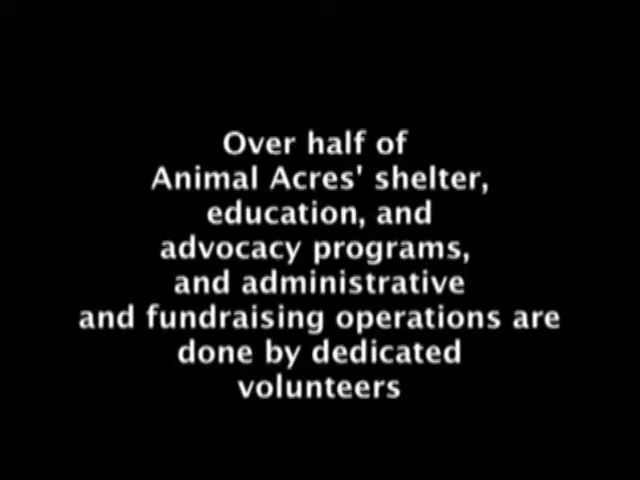 Over half of
Animal Acres' shelter,
education, and
advocacy programs,
and administrative
and fundraising operations are
done by dedicated
volunteers